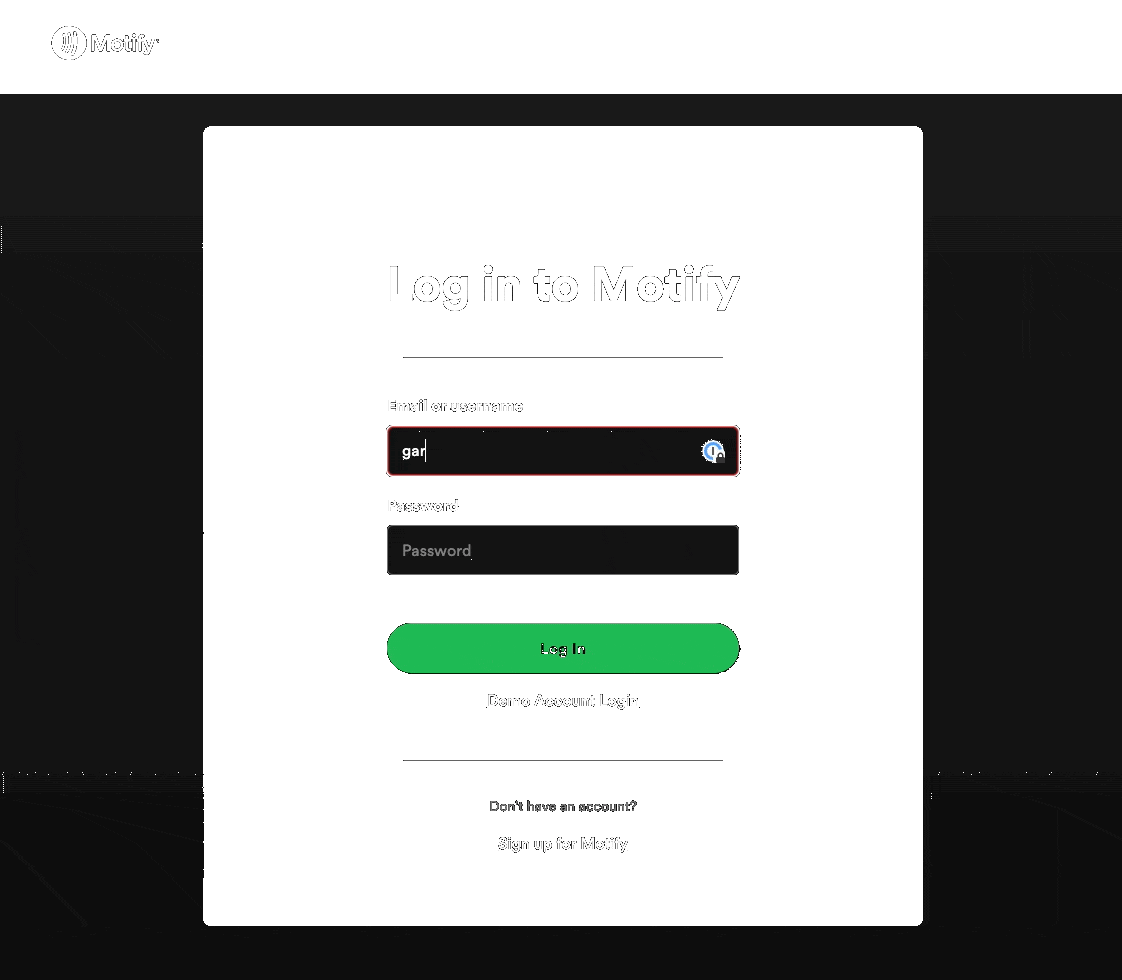 Motify
Log in to Motify
Email or username
gar
Password
Password
Log In
Demo Account Login
Don't have an account?
Sign up for Motify